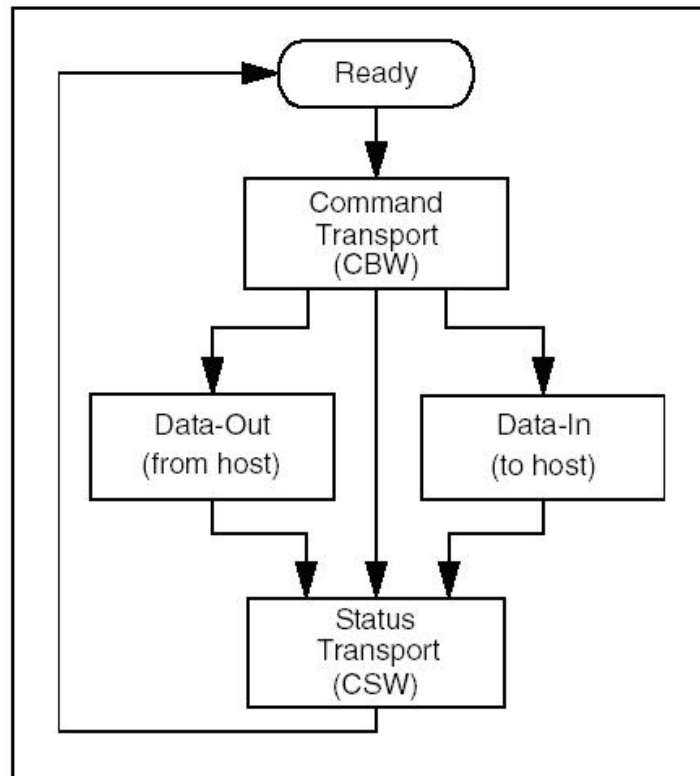 Ready
Command
Transport
(CBW)
Data-Out
(from host)
Data-In
(to host)
Status
Transport
(CSW)